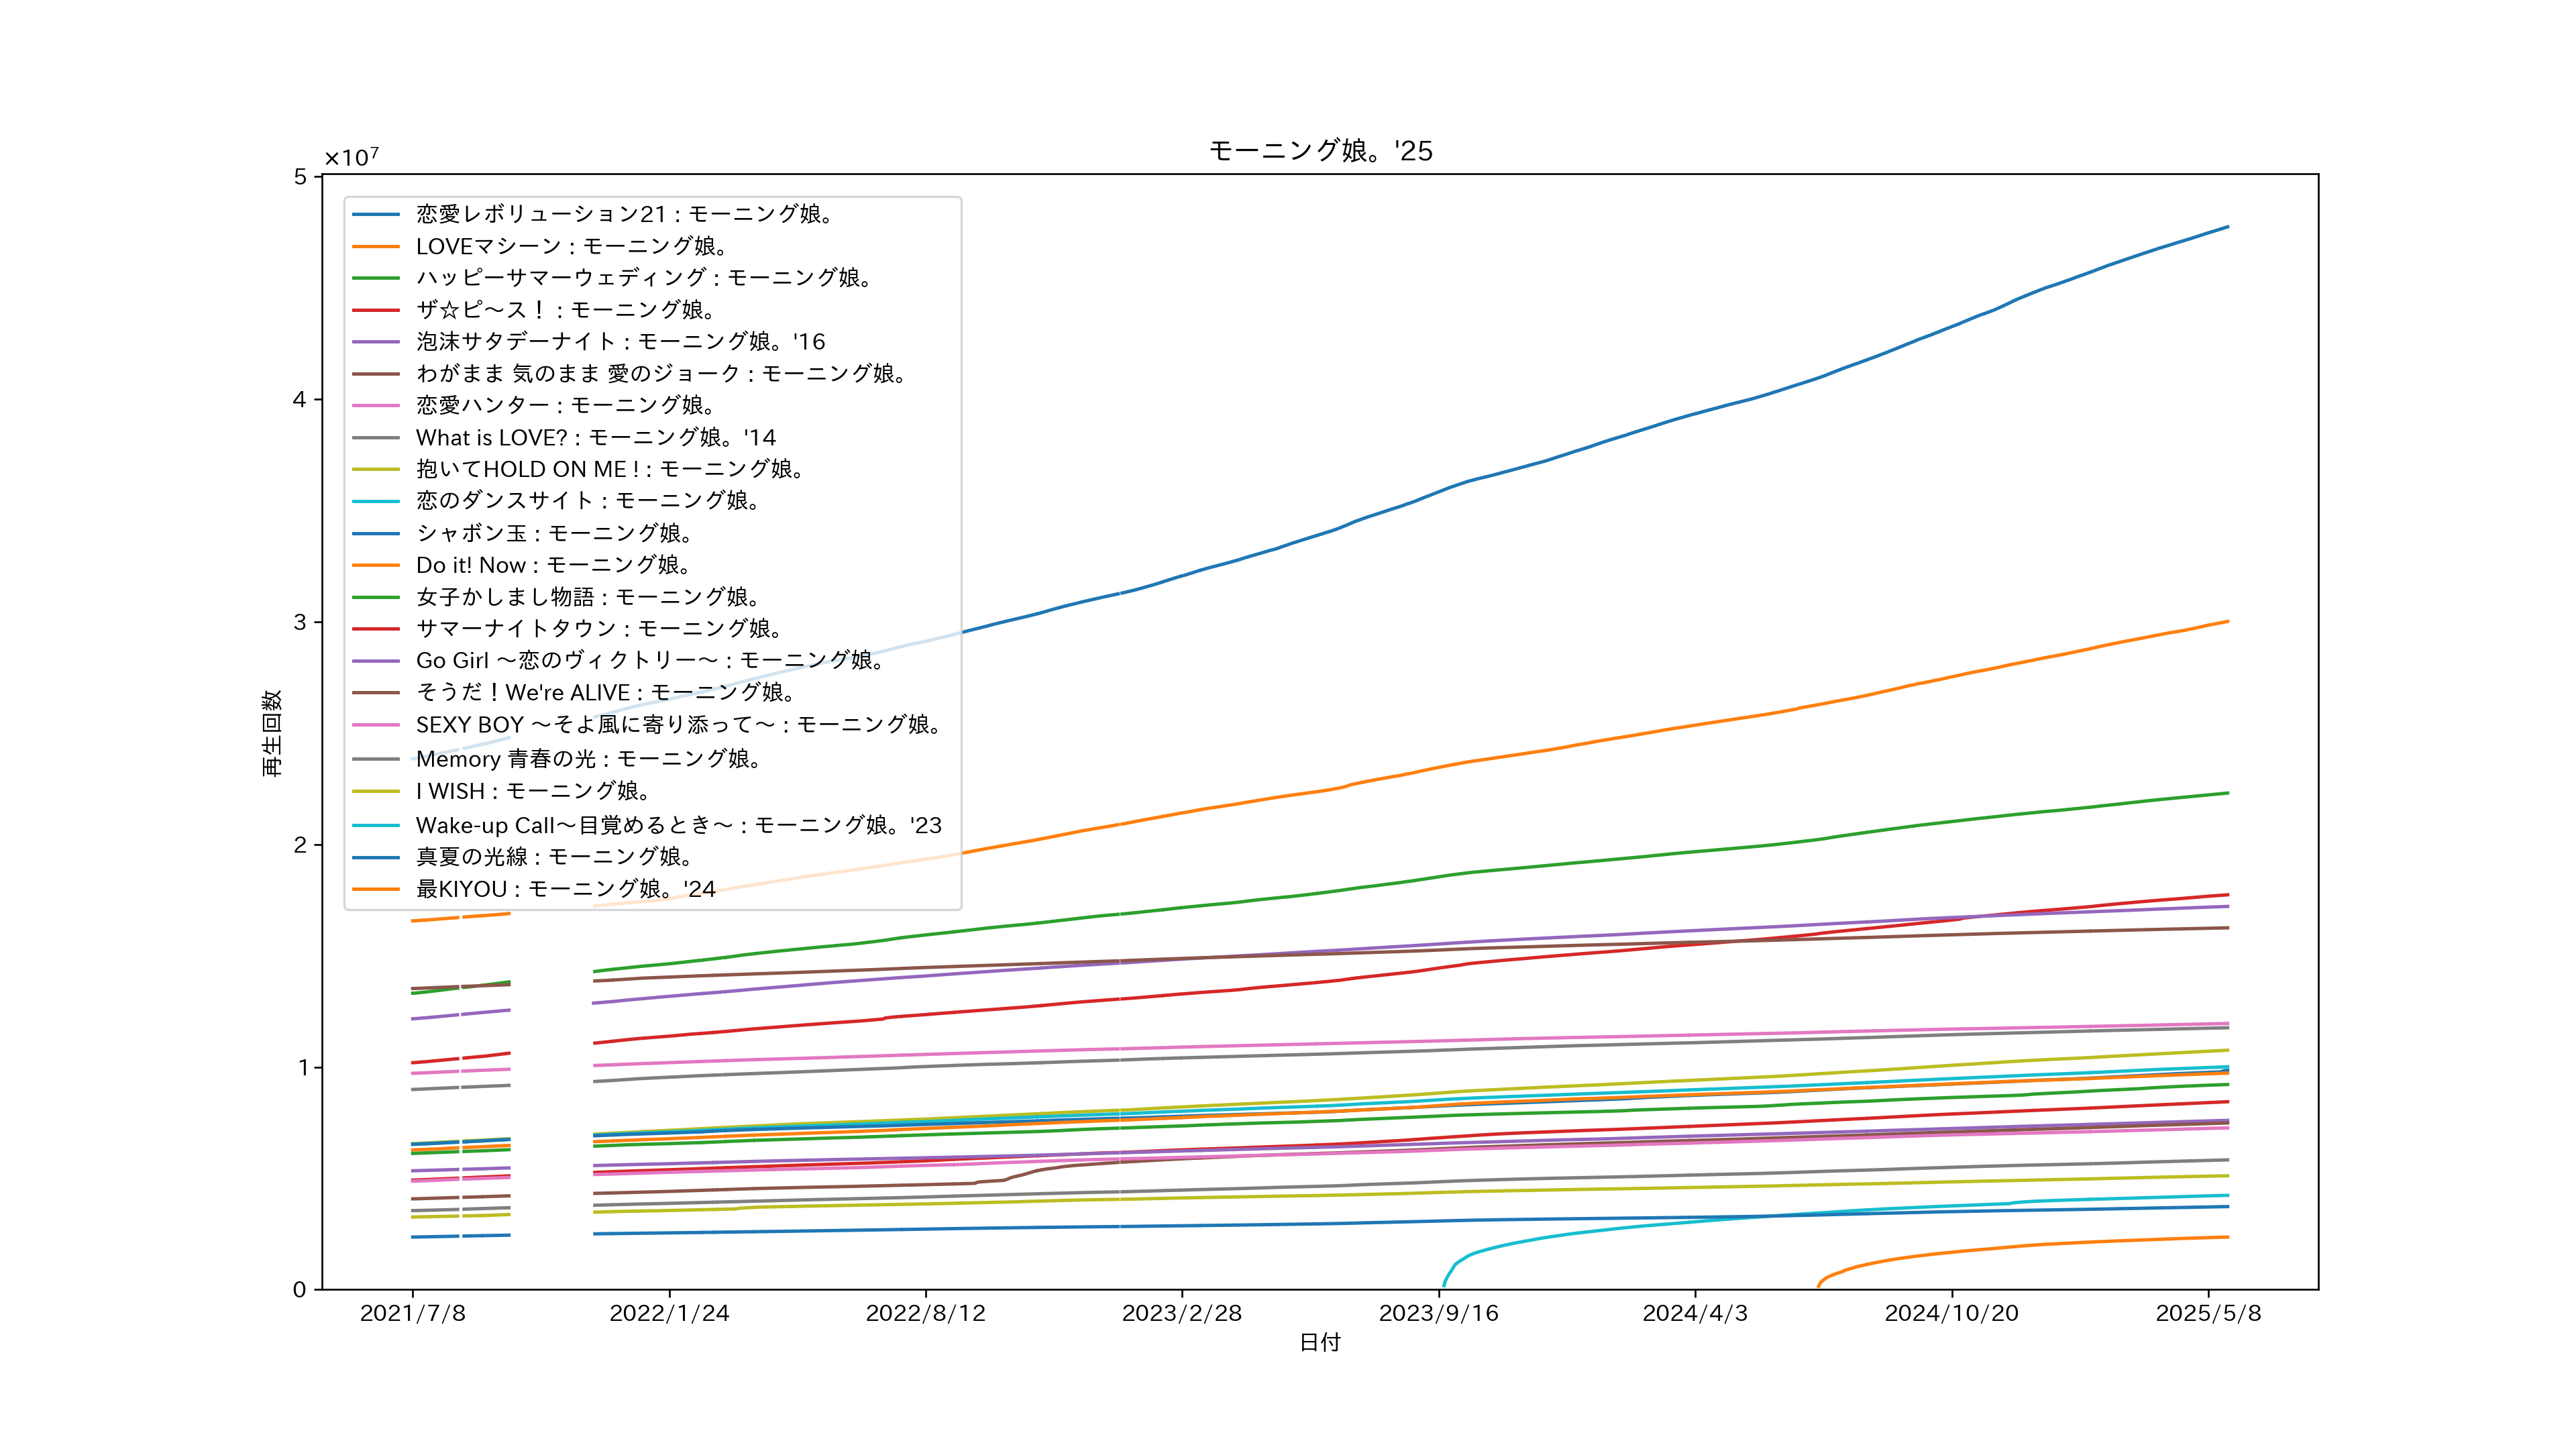 モーニング娘。'25
×10⁷
5
4
3
2
1
0
再生回数
恋愛レボリューション21 : モーニング娘。
LOVEマシーン : モーニング娘。
ハッピーサマーウェディング : モーニング娘。
ザ☆ピ〜ス！ : モーニング娘。
泡沫サタデーナイト : モーニング娘。'16
わがまま 気のまま 愛のジョーク : モーニング娘。
恋愛ハンター : モーニング娘。
What is LOVE? : モーニング娘。'14
抱いてHOLD ON ME ! : モーニング娘。
恋のダンスサイト : モーニング娘。
シャボン玉 : モーニング娘。
Do it! Now : モーニング娘。
女子かしまし物語 : モーニング娘。
サマーナイトタウン : モーニング娘。
Go Girl 〜恋のヴィクトリー〜 : モーニング娘。
そうだ！We're ALIVE : モーニング娘。
SEXY BOY 〜そよ風に寄り添って〜 : モーニング娘。
Memory 青春の光 : モーニング娘。
I WISH : モーニング娘。
Wake-up Call〜目覚めるとき〜 : モーニング娘。'23
真夏の光線 : モーニング娘。
最KIYOU : モーニング娘。'24
2021/7/8 2022/1/24 2022/8/12 2023/2/28 2023/9/16 2024/4/3 2024/10/20 2025/5/8
日付